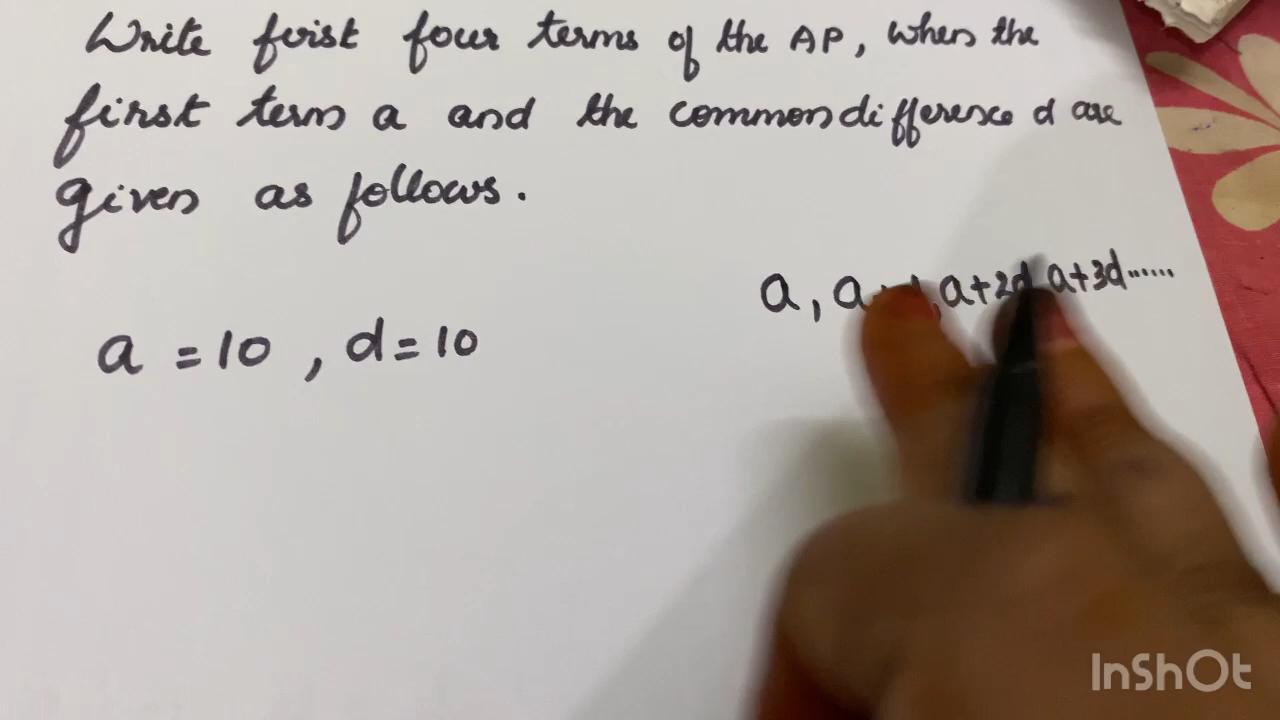 Write first four terms of the AP, when the
first term a and the common difference d are
given as follows.
a, a+2d, a+3d......
a = 10 , d = 10
InShOt